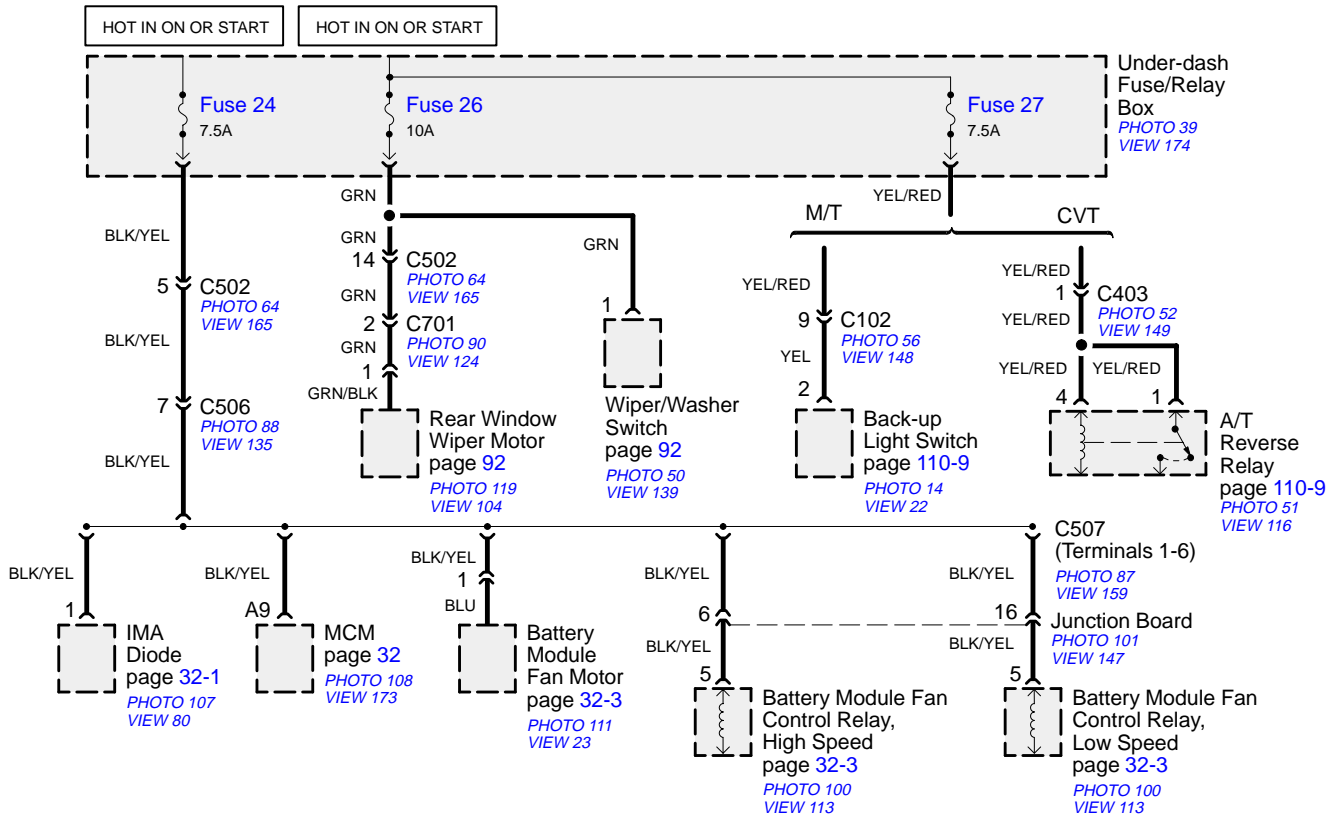 HOT IN ON OR START
HOT IN ON OR START
Under-dash
Fuse/Relay
Box
PHOTO 39
VIEW 174
Fuse 24
7.5A
Fuse 26
10A
Fuse 27
7.5A
GRN
YEL/RED
M/T
CVT
BLK/YEL
GRN
GRN
14
C502
PHOTO 64
VIEW 165
YEL/RED
YEL/RED
5
C502
PHOTO 64
VIEW 165
GRN
1
1
C403
PHOTO 52
VIEW 149
2
C701
PHOTO 90
VIEW 124
9
C102
PHOTO 56
VIEW 148
YEL/RED
BLK/YEL
GRN
YEL
YEL/RED
YEL/RED
1
GRN/BLK
2
4
1
7
C506
PHOTO 88
VIEW 135
Rear Window
Wiper Motor
page 92
PHOTO 119
VIEW 104
Wiper/Washer
Switch
page 92
PHOTO 50
VIEW 139
Back-up
Light Switch
page 110-9
PHOTO 14
VIEW 22
A/T
Reverse
Relay
page 110-9
PHOTO 51
VIEW 116
BLK/YEL
C507
(Terminals 1-6)
PHOTO 87
VIEW 159
BLK/YEL
BLK/YEL
BLK/YEL
BLK/YEL
BLK/YEL
1
A9
1
BLU
6
16
Junction Board
PHOTO 101
VIEW 147
BLK/YEL
BLK/YEL
5
5
IMA
Diode
page 32-1
PHOTO 107
VIEW 80
MCM
page 32
PHOTO 108
VIEW 173
Battery
Module
Fan Motor
page 32-3
PHOTO 111
VIEW 23
Battery Module Fan
Control Relay,
High Speed
page 32-3
PHOTO 100
VIEW 113
Battery Module Fan
Control Relay,
Low Speed
page 32-3
PHOTO 100
VIEW 113